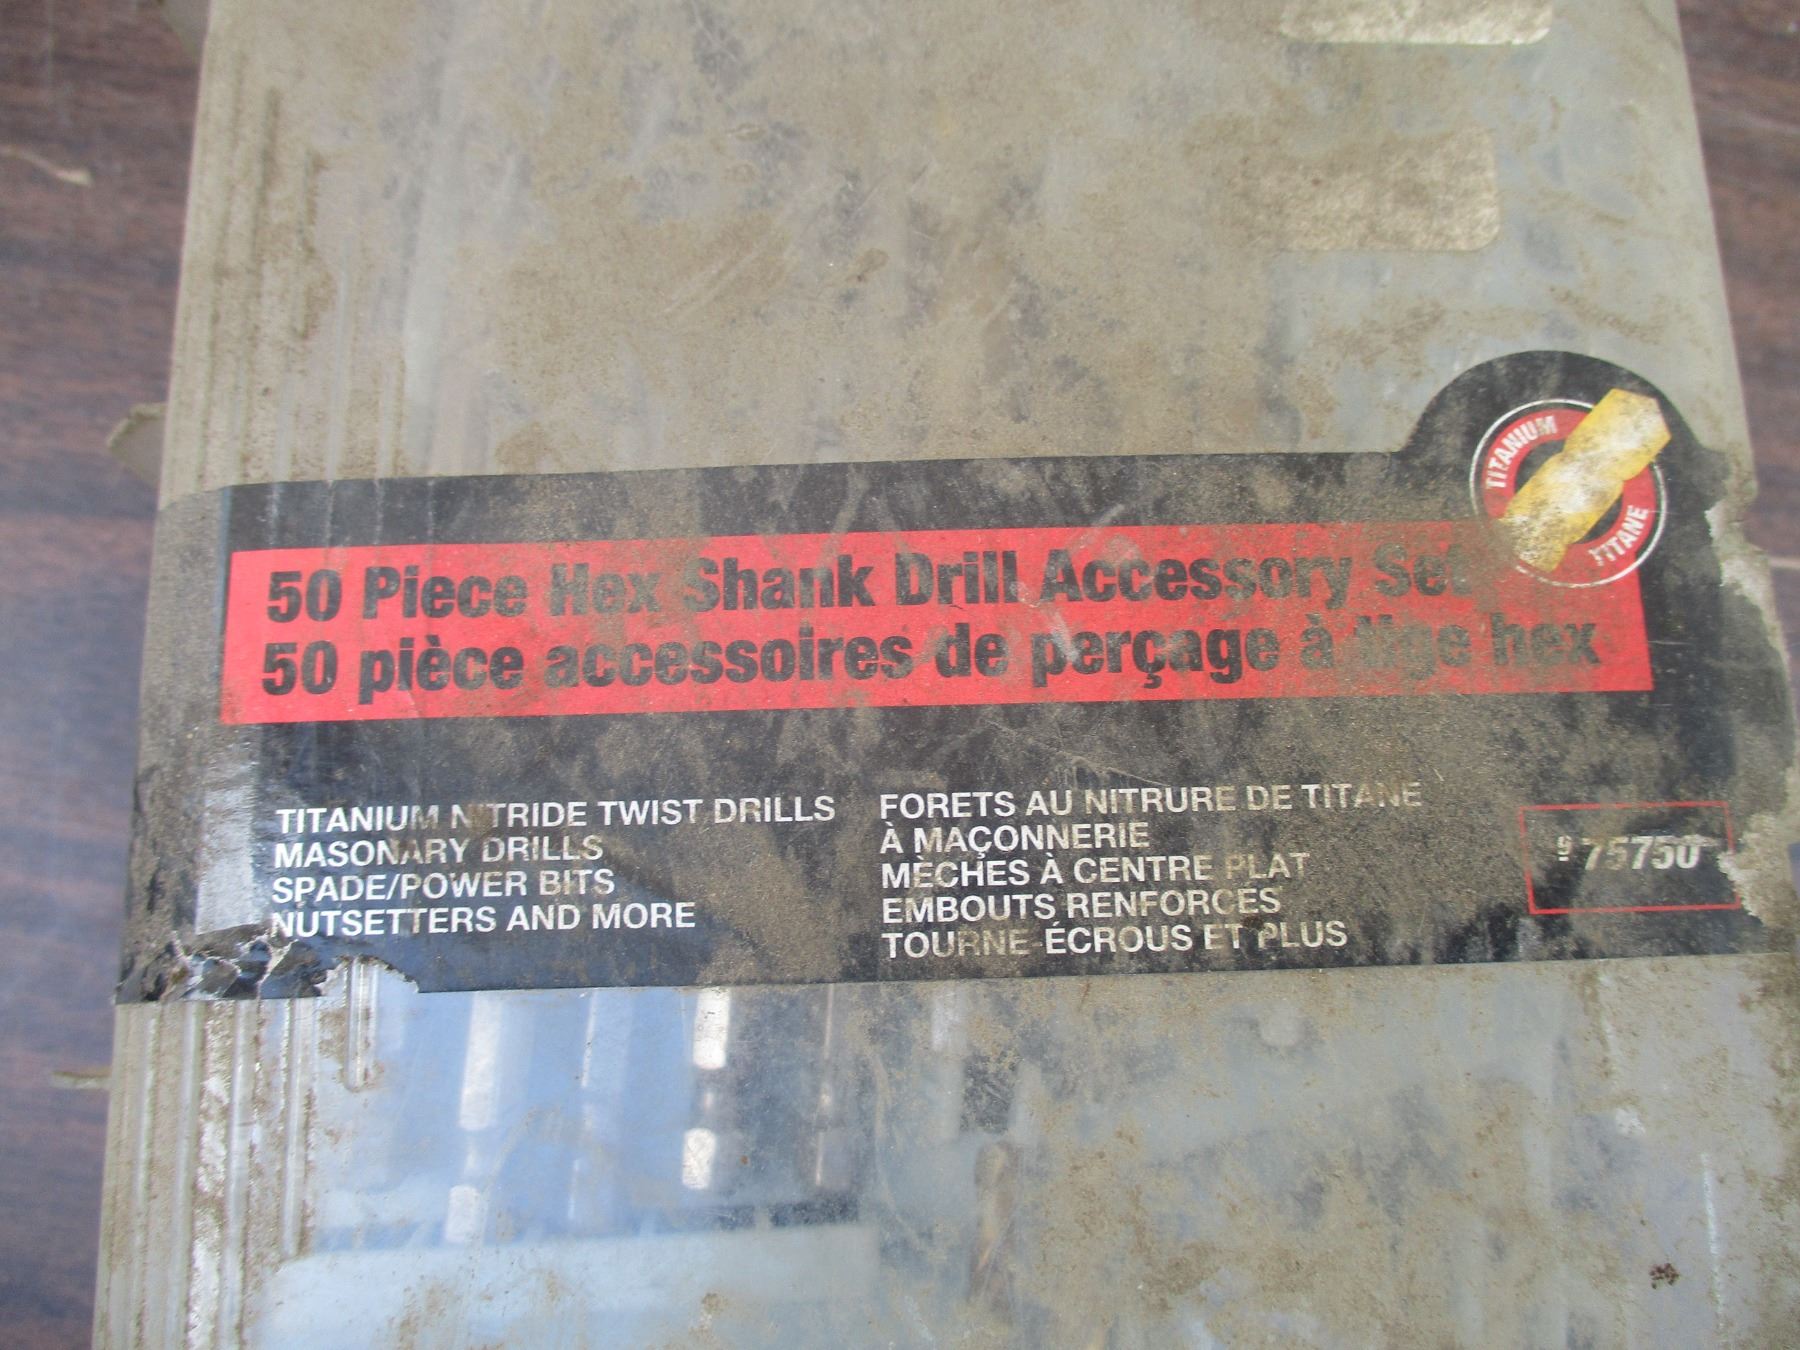 TITANIUM
TITANE
50 Piece Hex Shank Drill Accessory Set
50 pièce accessoires de perçage à tige hex
TITANIUM NITRIDE TWIST DRILLS
MASONARY DRILLS
SPADE/POWER BITS
NUTSETTERS AND MORE
FORETS AU NITRURE DE TITANE
À MAÇONNERIE
MÈCHES À CENTRE PLAT
EMBOUTS RENFORCÉS
TOURNE-ÉCROUS ET PLUS
9 75750